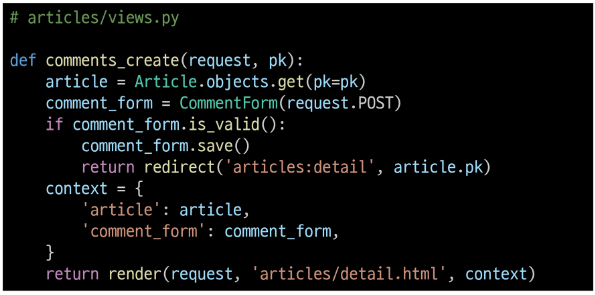 # articles/views.py
def comments_create(request, pk):
    article = Article.objects.get(pk=pk)
    comment_form = CommentForm(request.POST)
    if comment_form.is_valid():
        comment_form.save()
        return redirect('articles:detail', article.pk)
    context = {
        'article': article,
        'comment_form': comment_form,
    }
    return render(request, 'articles/detail.html', context)